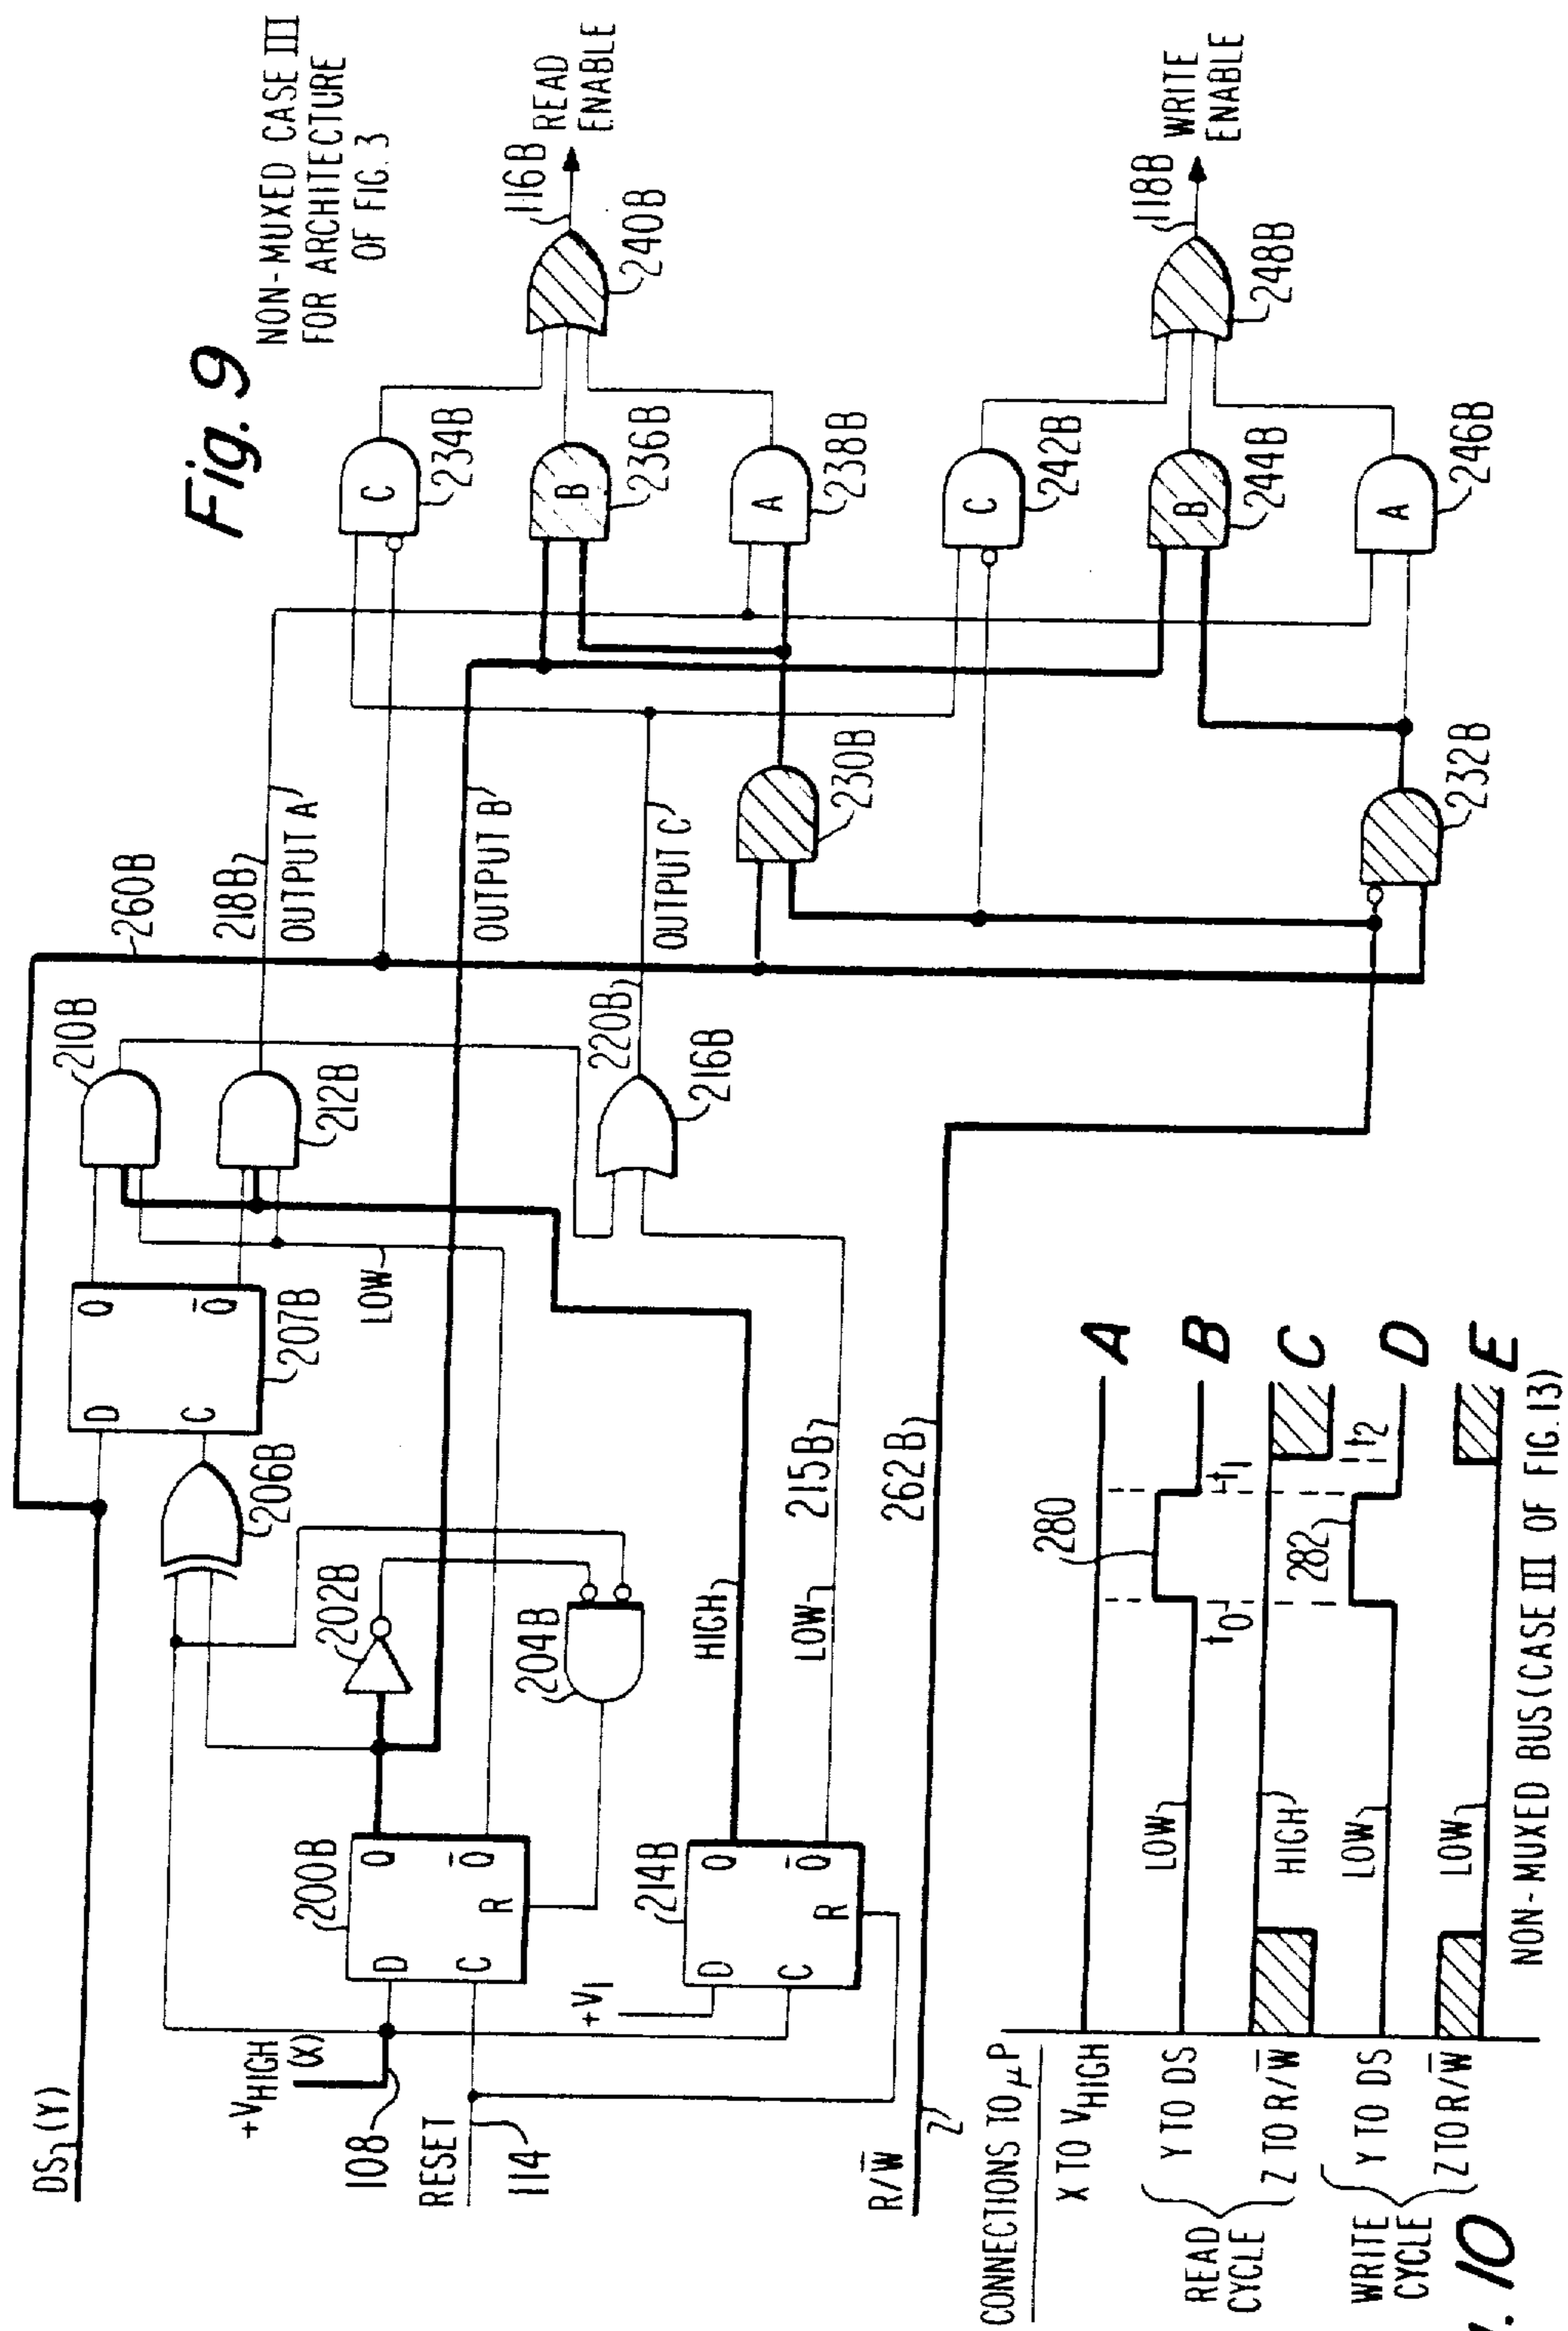 Fig. 9
NON-MUXED CASE III
FOR ARCHITECTURE
OF FIG. 3
DS (Y)
260B
210B
218B
OUTPUT A'
212B
D
Q
C
Q̅
207B
206B
LOW
234B
C
116B
READ
ENABLE
236B
B
240B
A
238B
OUTPUT B'
+VHIGH
(X)
108
200B
D
Q
C
Q̅
R
202B
204B
220B
OUTPUT C'
216B
230B
RESET
114
+V1
214B
D
Q
C
Q̅
R
HIGH
LOW
215B
C
242B
118B
WRITE
ENABLE
B
244B
248B
A
246B
232B
R/W̅
Z
262B
CONNECTIONS TO µP
X TO VHIGH
A
READ
CYCLE
Y TO DS
LOW
280
B
t0
t1
Z TO R/W̅
HIGH
C
WRITE
CYCLE
Y TO DS
LOW
282
t2
D
Z TO R/W̅
LOW
E
NON-MUXED BUS (CASE III OF FIG. 13)
10